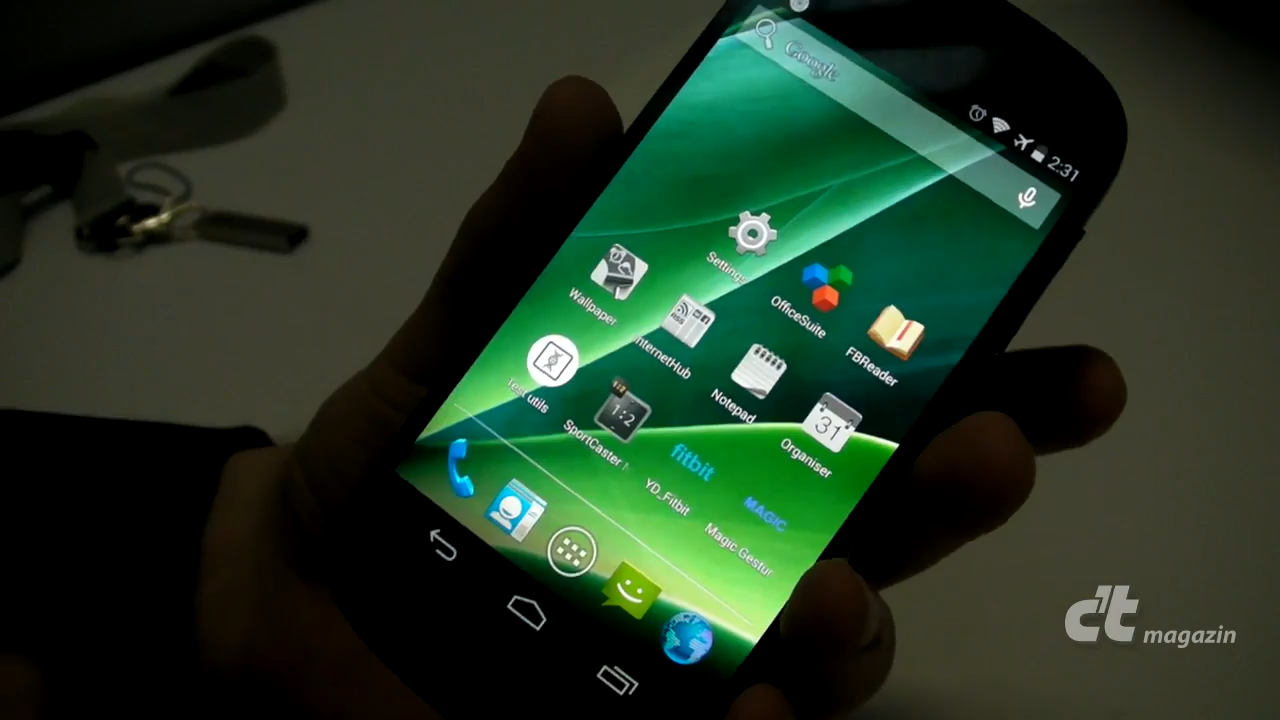 Google
2:31
Settings
OfficeSuite
FBReader
Wallpaper
InternetHub
RSS
Notepad
31
Organiser
Test utils
1:2
SportCaster
fitbit
YD_Fitbit
MAGIC
Magic Gestur
c't magazin